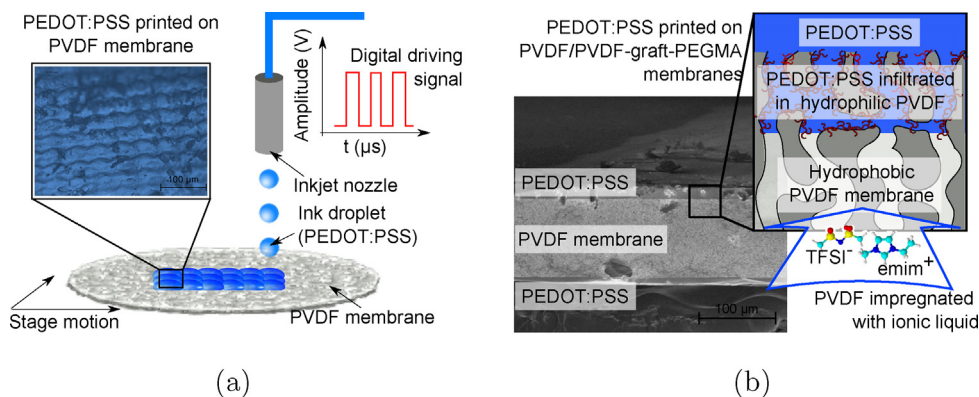 PEDOT:PSS printed on
PVDF membrane
100 μm
Amplitude (V)
Digital driving
signal
t (μs)
Inkjet nozzle
Ink droplet
(PEDOT:PSS)
Stage motion
PVDF membrane
(a)
PEDOT:PSS printed on
PVDF/PVDF-graft-PEGMA
membranes
PEDOT:PSS
PEDOT:PSS infiltrated
in hydrophilic PVDF
Hydrophobic
PVDF membrane
PEDOT:PSS
PVDF membrane
PEDOT:PSS
100 μm
TFSI⁻
emim⁺
PVDF impregnated
with ionic liquid
(b)